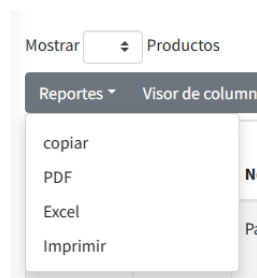 Mostrar Productos
Reportes Visor de column
copiar
PDF
Excel
Imprimir